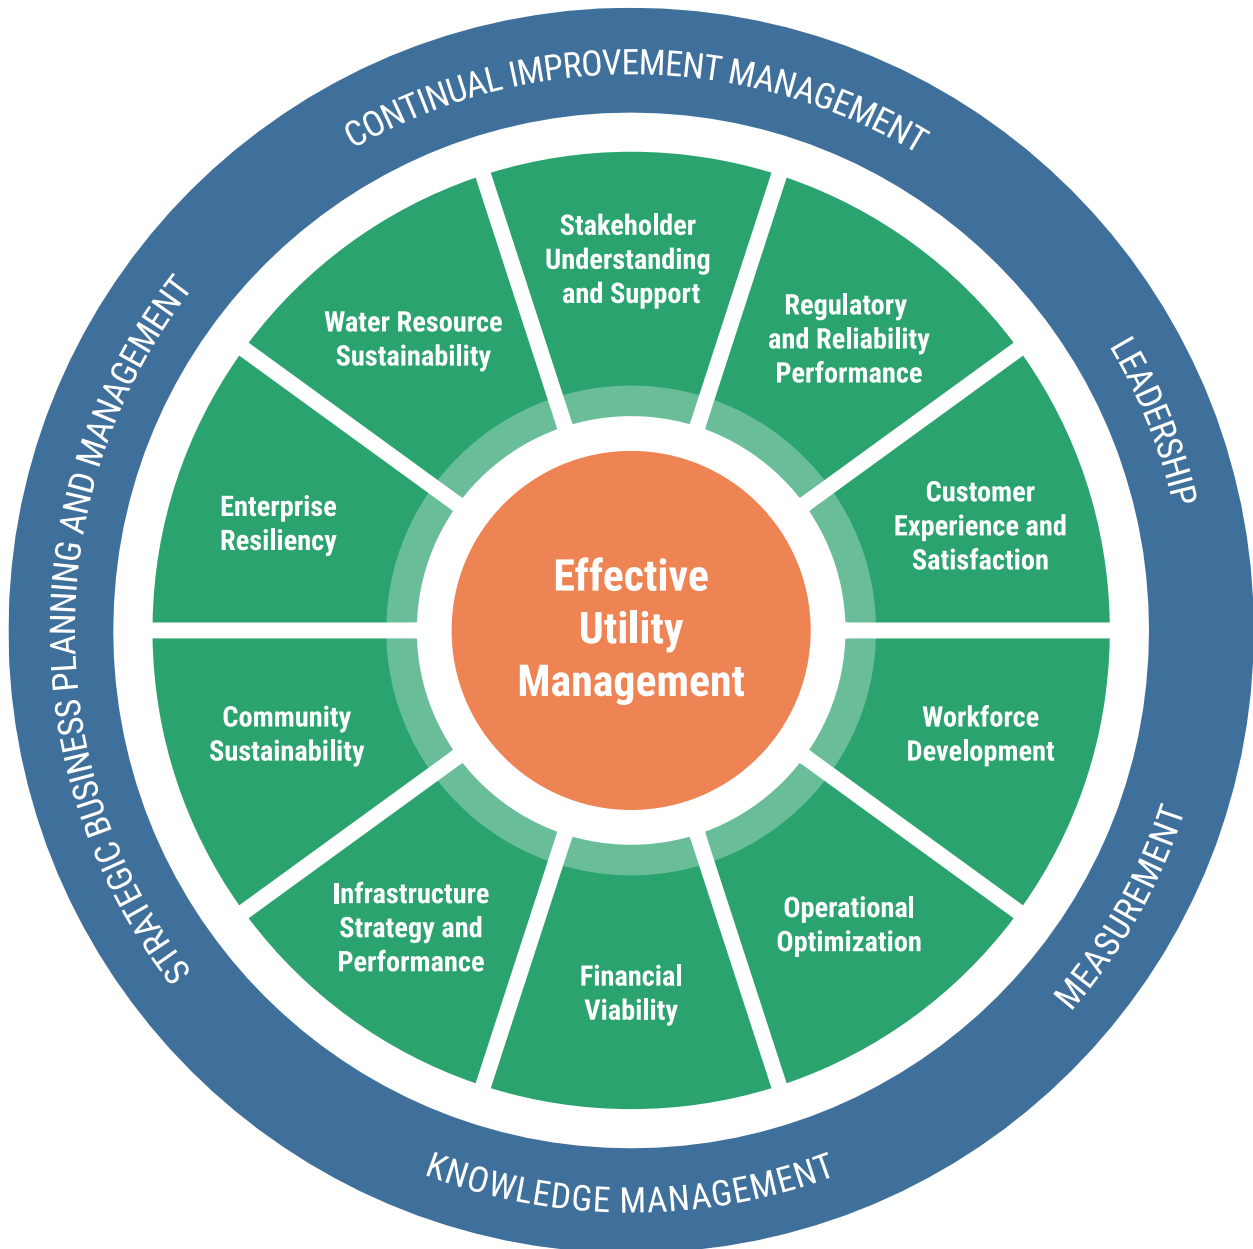 CONTINUAL IMPROVEMENT MANAGEMENT
LEADERSHIP
MEASUREMENT
KNOWLEDGE MANAGEMENT
STRATEGIC BUSINESS PLANNING AND MANAGEMENT
Stakeholder
Understanding
and Support
Regulatory
and Reliability
Performance
Customer
Experience and
Satisfaction
Workforce
Development
Operational
Optimization
Financial
Viability
Infrastructure
Strategy and
Performance
Community
Sustainability
Enterprise
Resiliency
Water Resource
Sustainability
Effective
Utility
Management